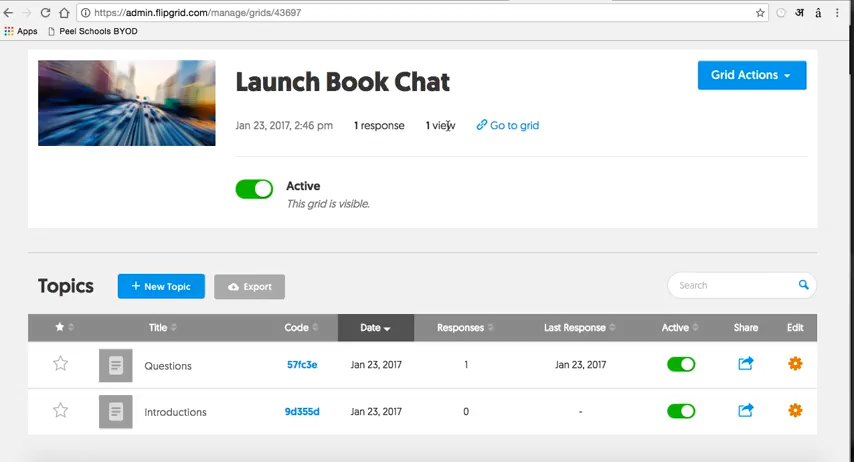 https://admin.flipgrid.com/manage/grids/43697
अ
â
Apps
Peel Schools BYOD
Launch Book Chat
Grid Actions
Jan 23, 2017, 2:46 pm 1 response 1 view Go to grid
Active
This grid is visible.
Topics + New Topic Export Search
Title Code Date Responses Last Response Active Share Edit
Questions 57fc3e Jan 23, 2017 1 Jan 23, 2017
Introductions 9d355d Jan 23, 2017 0 -